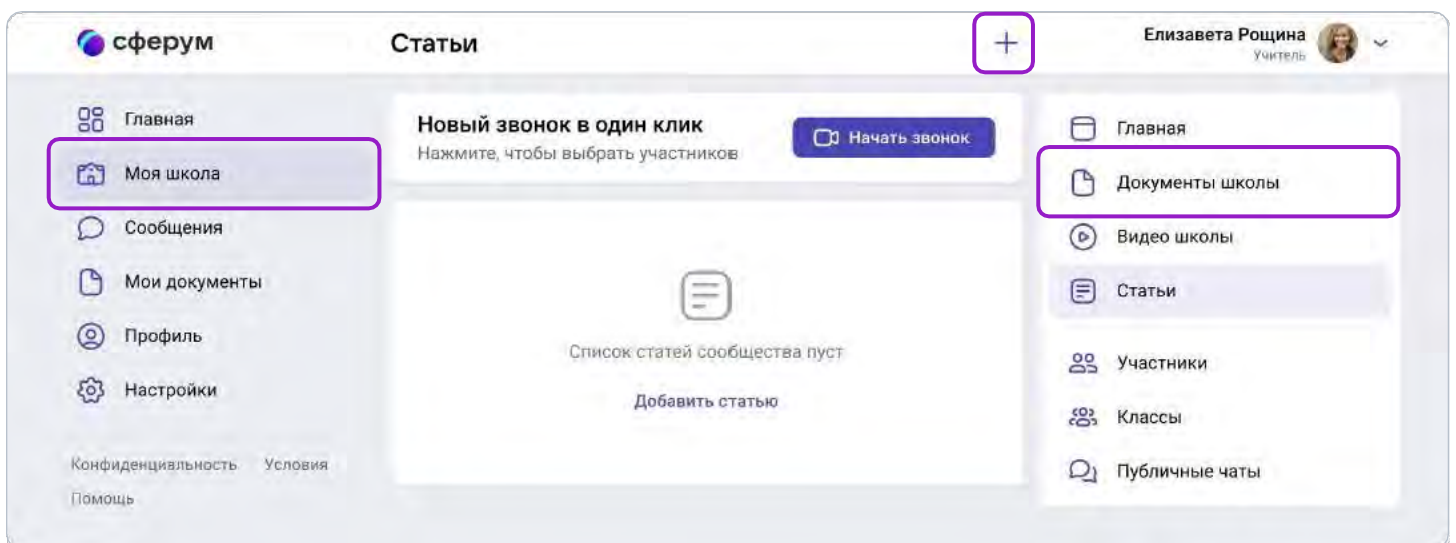 сферум
Статьи
Елизавета Рощина
Учитель
Главная
Моя школа
Сообщения
Мои документы
Профиль
Настройки
Конфиденциальность Условия
Помощь
Новый звонок в один клик
Нажмите, чтобы выбрать участников
Начать звонок
Список статей сообщества пуст
Добавить статью
Главная
Документы школы
Видео школы
Статьи
Участники
Классы
Публичные чаты